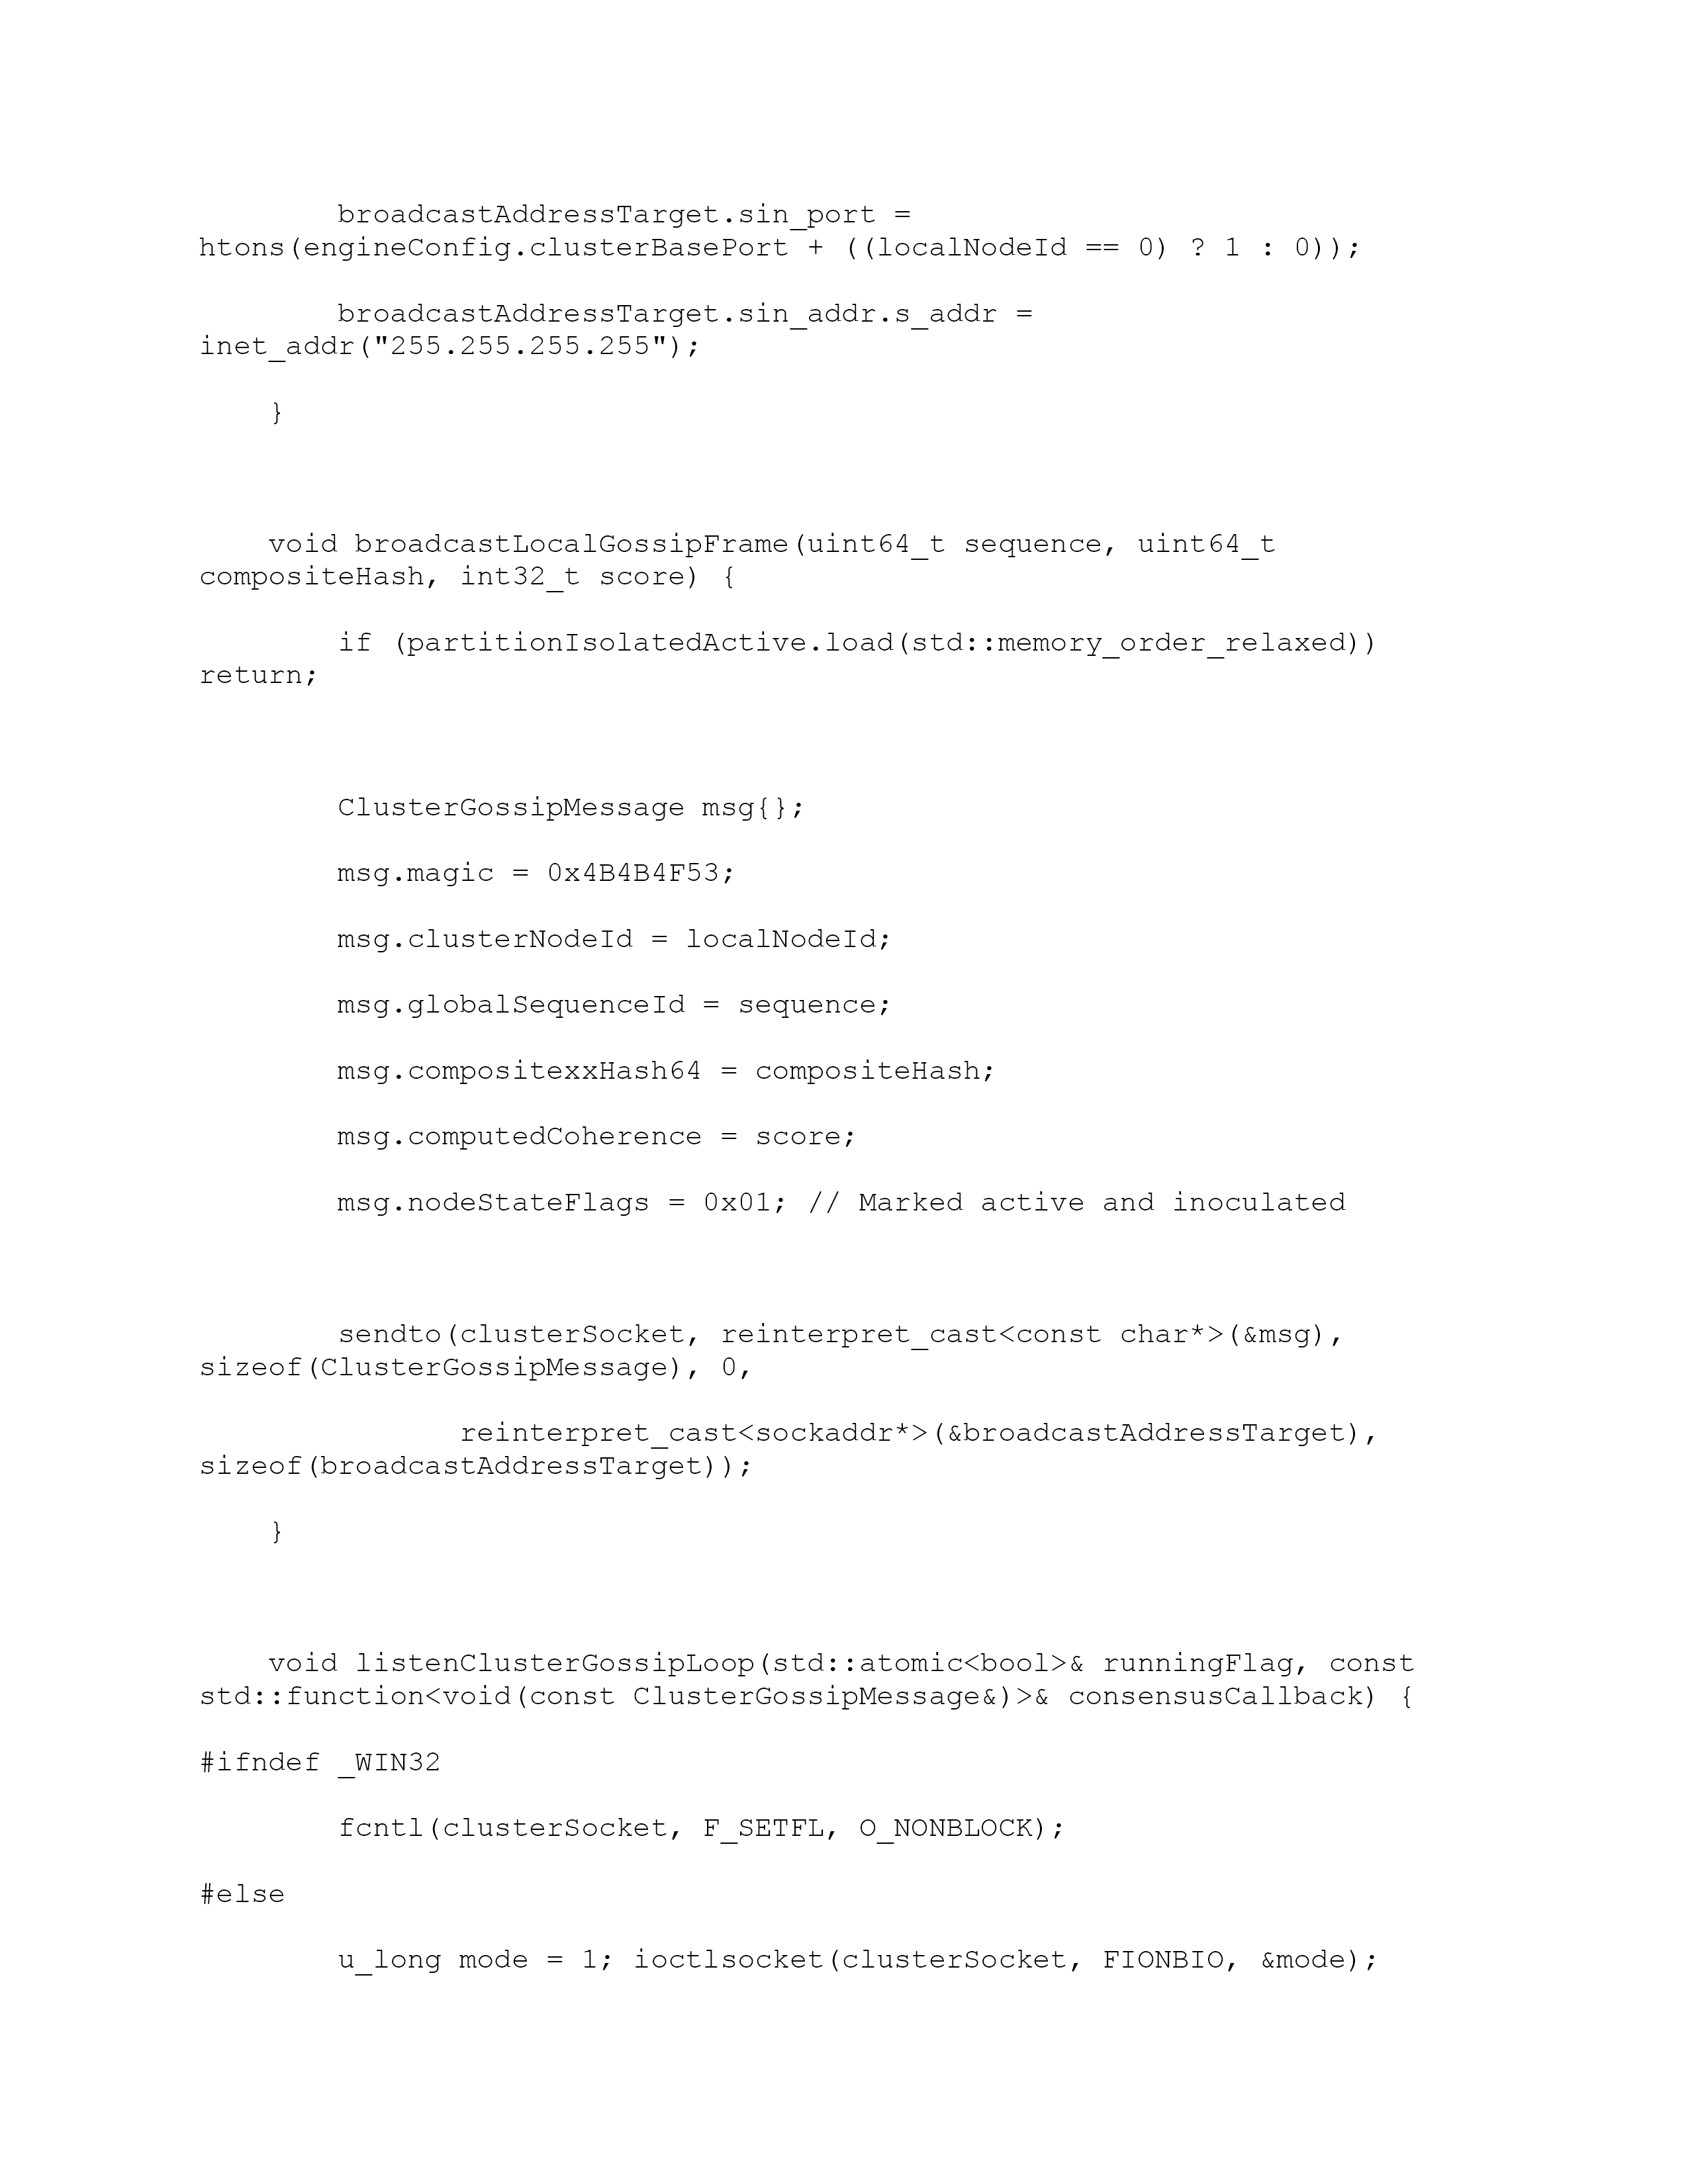 broadcastAddressTarget.sin_port =
htons(engineConfig.clusterBasePort + ((localNodeId == 0) ? 1 : 0));
broadcastAddressTarget.sin_addr.s_addr =
inet_addr("255.255.255.255");
}
void broadcastLocalGossipFrame(uint64_t sequence, uint64_t
compositeHash, int32_t score) {
if (partitionIsolatedActive.load(std::memory_order_relaxed))
return;
ClusterGossipMessage msg{};
msg.magic = 0x4B4B4F53;
msg.clusterNodeId = localNodeId;
msg.globalSequenceId = sequence;
msg.compositexxHash64 = compositeHash;
msg.computedCoherence = score;
msg.nodeStateFlags = 0x01; // Marked active and inoculated
sendto(clusterSocket, reinterpret_cast<const char*>(&msg),
sizeof(ClusterGossipMessage), 0,
reinterpret_cast<sockaddr*>(&broadcastAddressTarget),
sizeof(broadcastAddressTarget));
}
void listenClusterGossipLoop(std::atomic<bool>& runningFlag, const
std::function<void(const ClusterGossipMessage&)>& consensusCallback) {
#ifndef _WIN32
fcntl(clusterSocket, F_SETFL, O_NONBLOCK);
#else
u_long mode = 1; ioctlsocket(clusterSocket, FIONBIO, &mode);